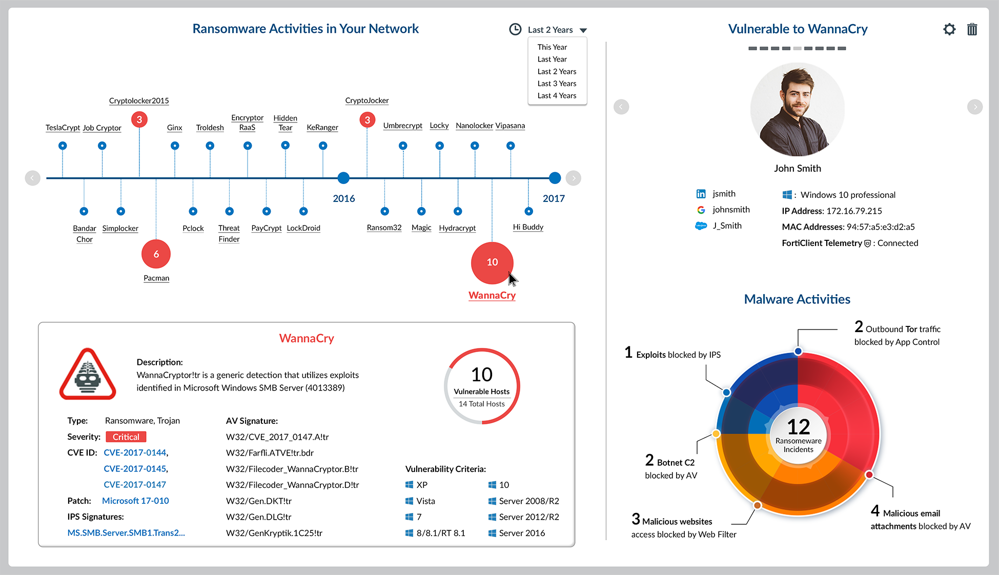 Ransomware Activities in Your Network
Last 2 Years
This Year
Last Year
Last 2 Years
Last 3 Years
Last 4 Years
Cryptolocker2015
3
CryptoJocker
3
TeslaCrypt
Job Cryptor
Ginx
Troldesh
Encryptor
RaaS
Hidden
Tear
KeRanger
Umbrecrypt
Locky
Nanolocker
Vipasana
2016
2017
Bandar
Chor
Simplocker
6
Pacman
Pclock
Threat
Finder
PayCrypt
LockDroid
Ransom32
Magic
Hydracrypt
10
WannaCry
Hi Buddy
WannaCry
Description:
WannaCryptor!tr is a generic detection that utilizes exploits
identified in Microsoft Windows SMB Server (4013389)
10
Vulnerable Hosts
14 Total Hosts
Type: Ransomware, Trojan
Severity: Critical
CVE ID: CVE-2017-0144,
CVE-2017-0145,
CVE-2017-0147
Patch: Microsoft 17-010
IPS Signatures:
MS.SMB.Server.SMB1.Trans2...
AV Signature:
W32/CVE_2017_0147.A!tr
W32/Farfli.ATVE!tr.bdr
W32/Filecoder_WannaCryptor.B!tr
W32/Filecoder_WannaCryptor.D!tr
W32/Gen.DKT!tr
W32/Gen.DLG!tr
W32/GenKryptik.1C25!tr
Vulnerability Criteria:
XP
Vista
7
8/8.1/RT 8.1
10
Server 2008/R2
Server 2012/R2
Server 2016
Vulnerable to WannaCry
John Smith
in jsmith
G johnsmith
salesforce J_Smith
: Windows 10 professional
IP Address: 172.16.79.215
MAC Addresses: 94:57:a5:e3:d2:a5
FortiClient Telemetry : Connected
Malware Activities
2 Outbound Tor traffic
blocked by App Control
1 Exploits blocked by IPS
12
Ransomeware
Incidents
2 Botnet C2
blocked by AV
3 Malicious websites
access blocked by Web Filter
4 Malicious email
attachments blocked by AV